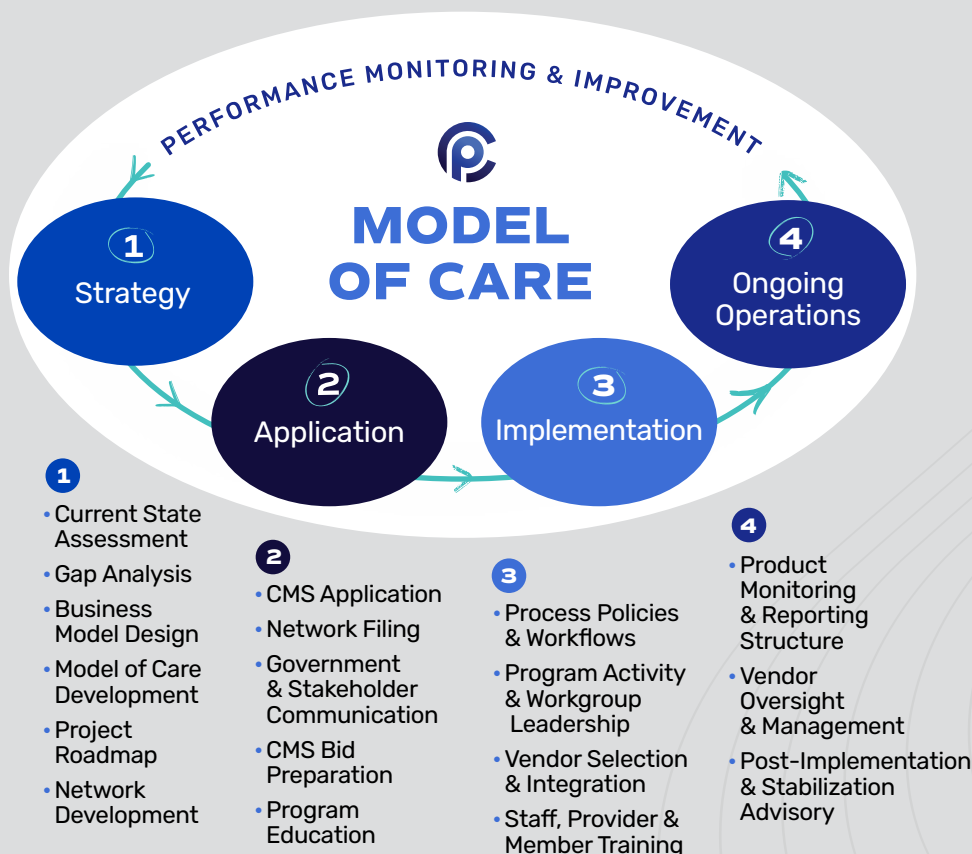 PERFORMANCE MONITORING & IMPROVEMENT
MODEL
OF CARE
1
Strategy
2
Application
3
Implementation
4
Ongoing
Operations
1
• Current State
Assessment
• Gap Analysis
• Business
Model Design
• Model of Care
Development
• Project
Roadmap
• Network
Development
2
• CMS Application
• Network Filing
• Government
& Stakeholder
Communication
• CMS Bid
Preparation
• Program
Education
3
• Process Policies
& Workflows
• Program Activity
& Workgroup
Leadership
• Vendor Selection
& Integration
• Staff, Provider &
Member Training
4
• Product
Monitoring
& Reporting
Structure
• Vendor
Oversight
& Management
• Post-Implementation
& Stabilization
Advisory